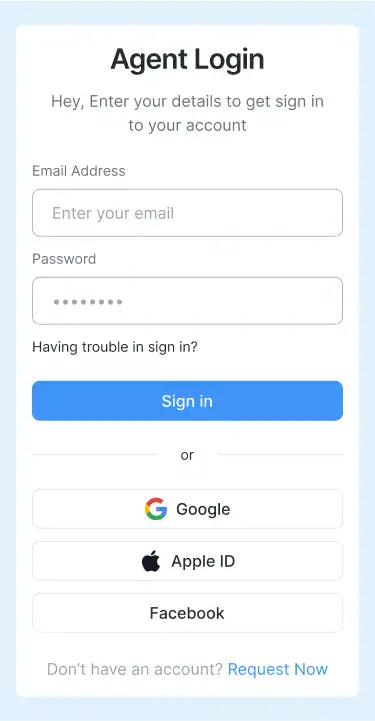 Agent Login
Hey, Enter your details to get sign in
to your account
Email Address
Enter your email
Password
Having trouble in sign in?
Sign in
or
Google
Apple ID
Facebook
Don't have an account? Request Now